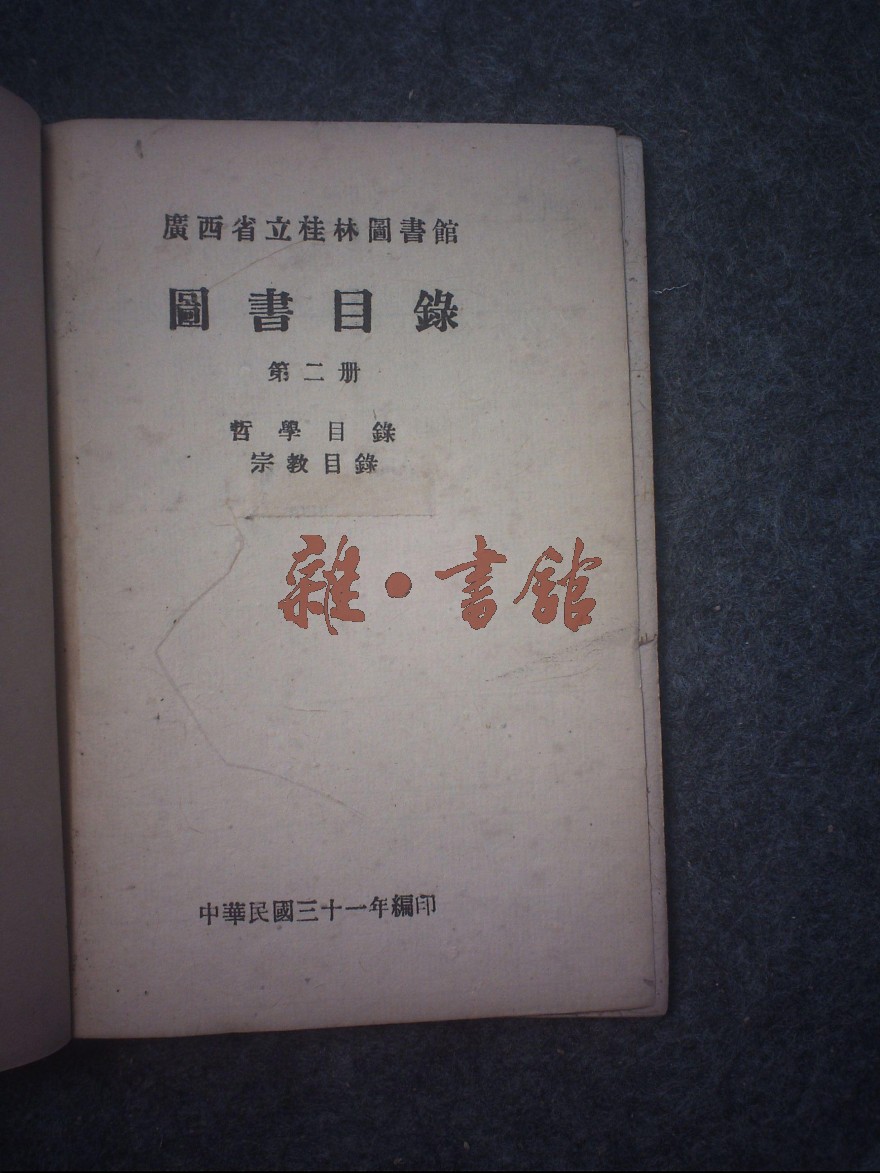 廣西省立桂林圖書館
圖書目錄
第二册
哲學目錄
宗教目錄
雜·書館
中華民國三十一年編印